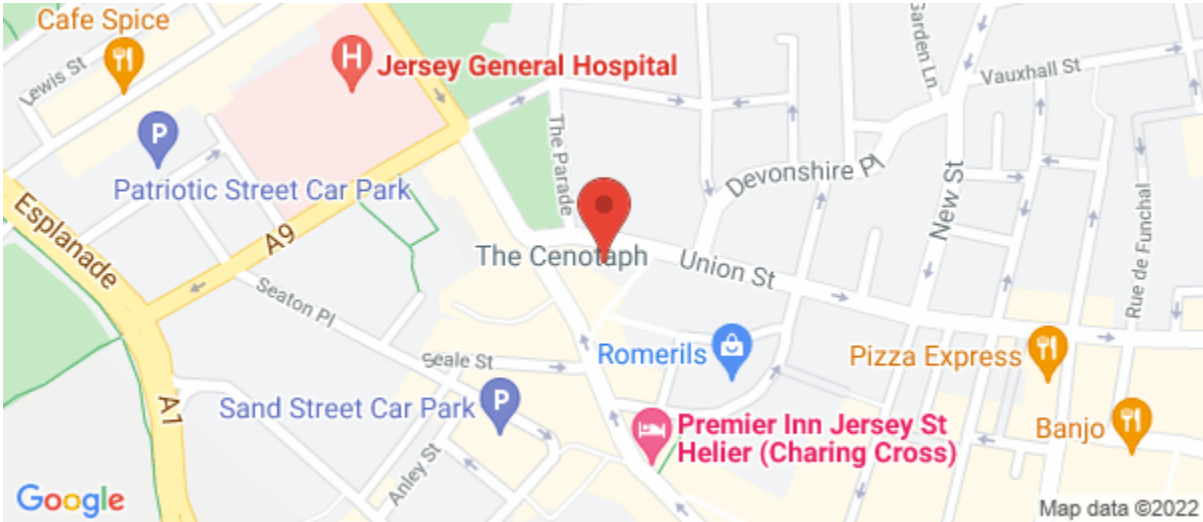 Cafe Spice
Lewis St
H
Jersey General Hospital
Garden Ln
Vauxhall St
P
Patriotic Street Car Park
The Parade
Devonshire Pl
New St
Rue de Funchal
Esplanade
A9
The Cenotaph
Union St
Seaton Pl
Seale St
Romerils
Pizza Express
A1
Sand Street Car Park
P
Premier Inn Jersey St
Helier (Charing Cross)
Banjo
Anley St
Google
Map data ©2022